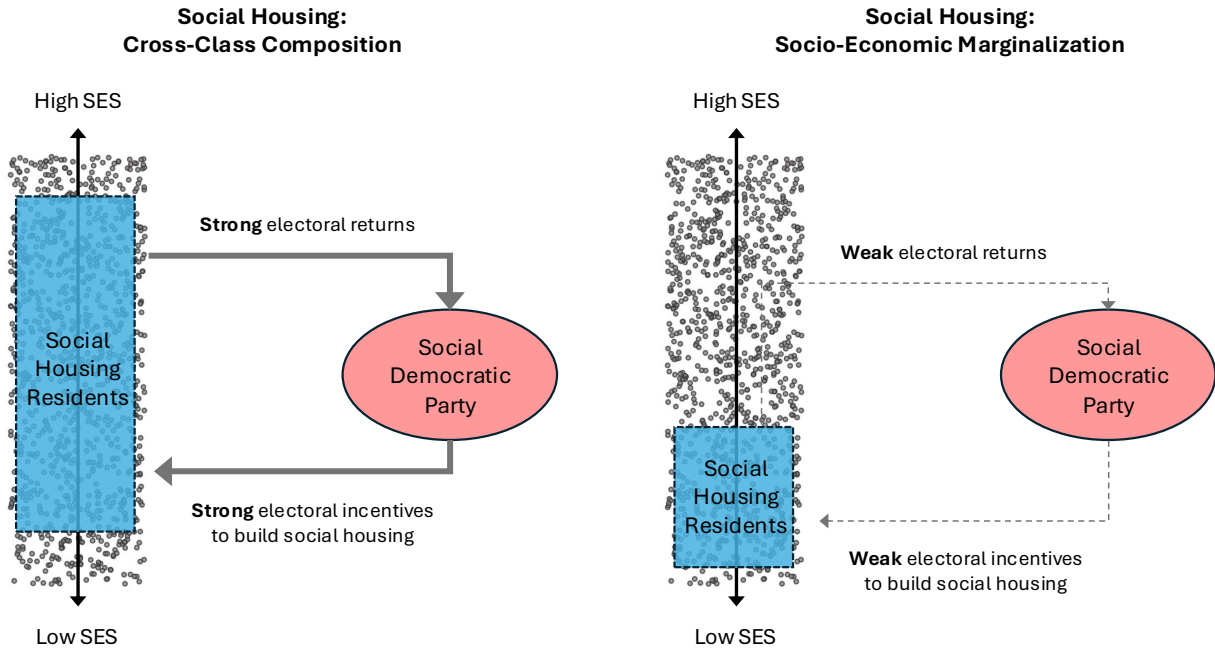 Social Housing:
Cross-Class Composition
High SES
Strong electoral returns
Social
Housing
Residents
Social
Democratic
Party
Strong electoral incentives
to build social housing
Low SES
Social Housing:
Socio-Economic Marginalization
High SES
Weak electoral returns
Social
Democratic
Party
Social
Housing
Residents
Weak electoral incentives
to build social housing
Low SES